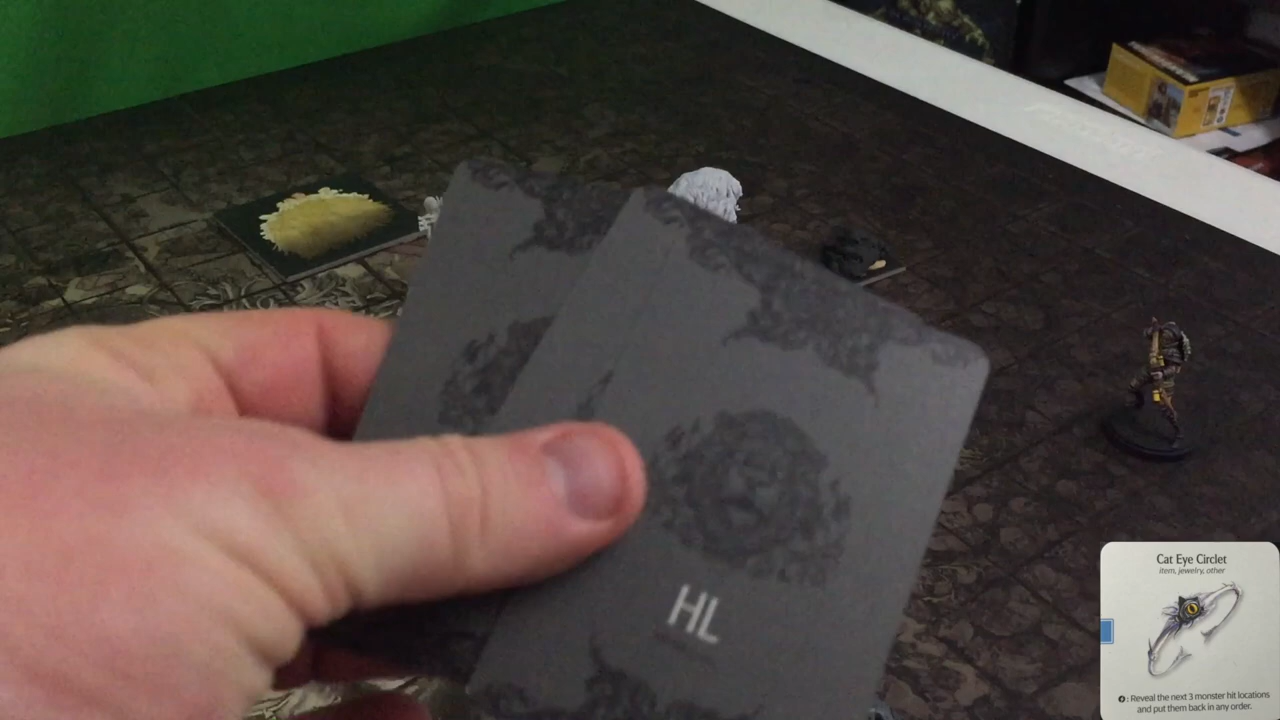 HL
Cat Eye Circlet
item, jewelry, other
: Reveal the next 3 monster hit locations
and put them back in any order.